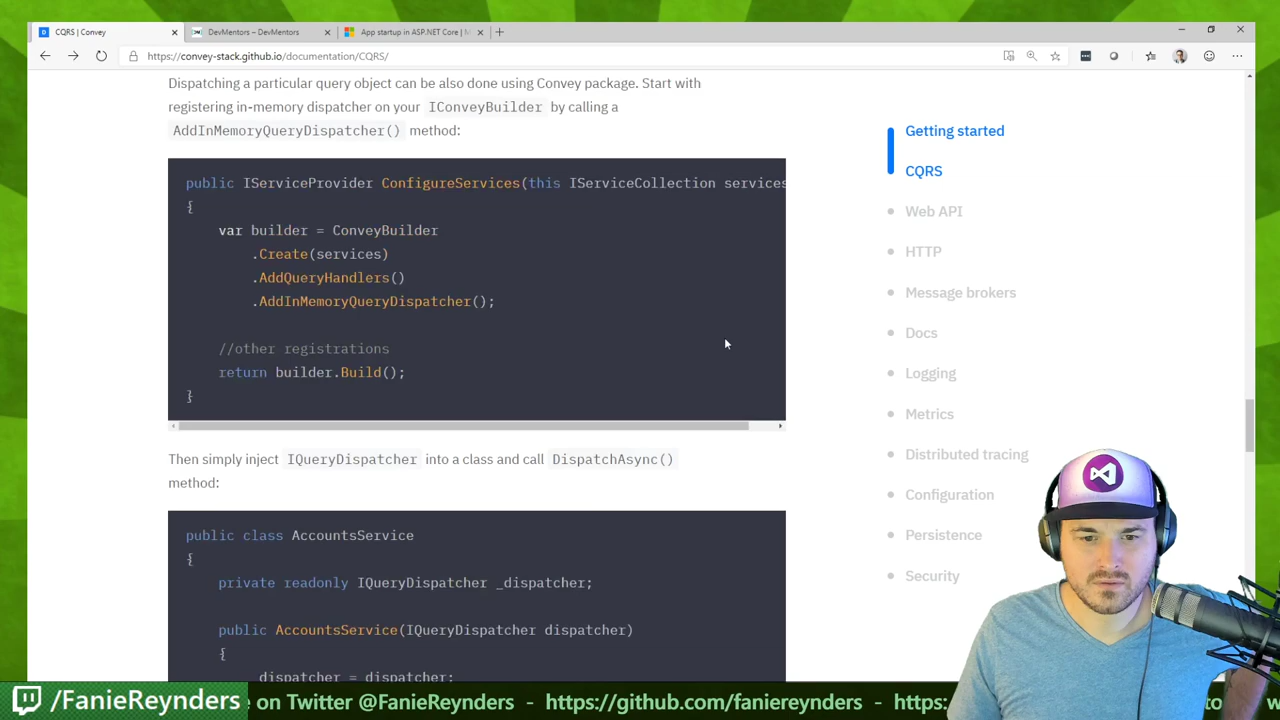 CQRS | Convey
DevMentors – DevMentors
App startup in ASP.NET Core | M
https://convey-stack.github.io/documentation/CQRS/
Dispatching a particular query object can be also done using Convey package. Start with
registering in-memory dispatcher on your IConveyBuilder by calling a
AddInMemoryQueryDispatcher() method:
public IServiceProvider ConfigureServices(this IServiceCollection services
{
var builder = ConveyBuilder
.Create(services)
.AddQueryHandlers()
.AddInMemoryQueryDispatcher();
//other registrations
return builder.Build();
}
Then simply inject IQueryDispatcher into a class and call DispatchAsync()
method:
public class AccountsService
{
private readonly IQueryDispatcher _dispatcher;
public AccountsService(IQueryDispatcher dispatcher)
{
dispatcher = dispatcher;
Getting started
CQRS
Web API
HTTP
Message brokers
Docs
Logging
Metrics
Distributed tracing
Configuration
Persistence
Security
/FanieReynders
e on Twitter @FanieReynders - https://github.com/faniereynders - https: